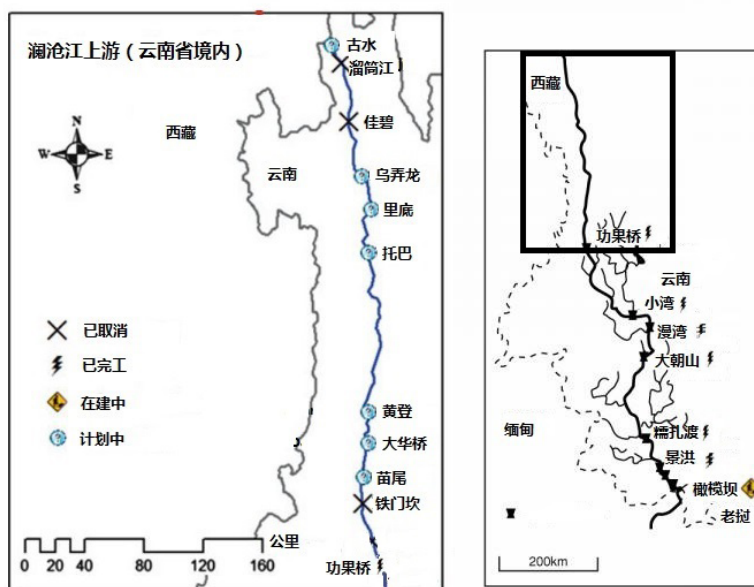 澜沧江上游（云南省境内）
N
W E
S
西藏
云南
古水
溜筒江
佳碧
乌弄龙
里底
托巴
黄登
大华桥
苗尾
铁门坎
功果桥
已取消
已完工
在建中
计划中
公里
0 20 40 80 120 160
西藏
功果桥
云南
小湾
漫湾
大朝山
糯扎渡
景洪
橄榄坝
缅甸
老挝
200km